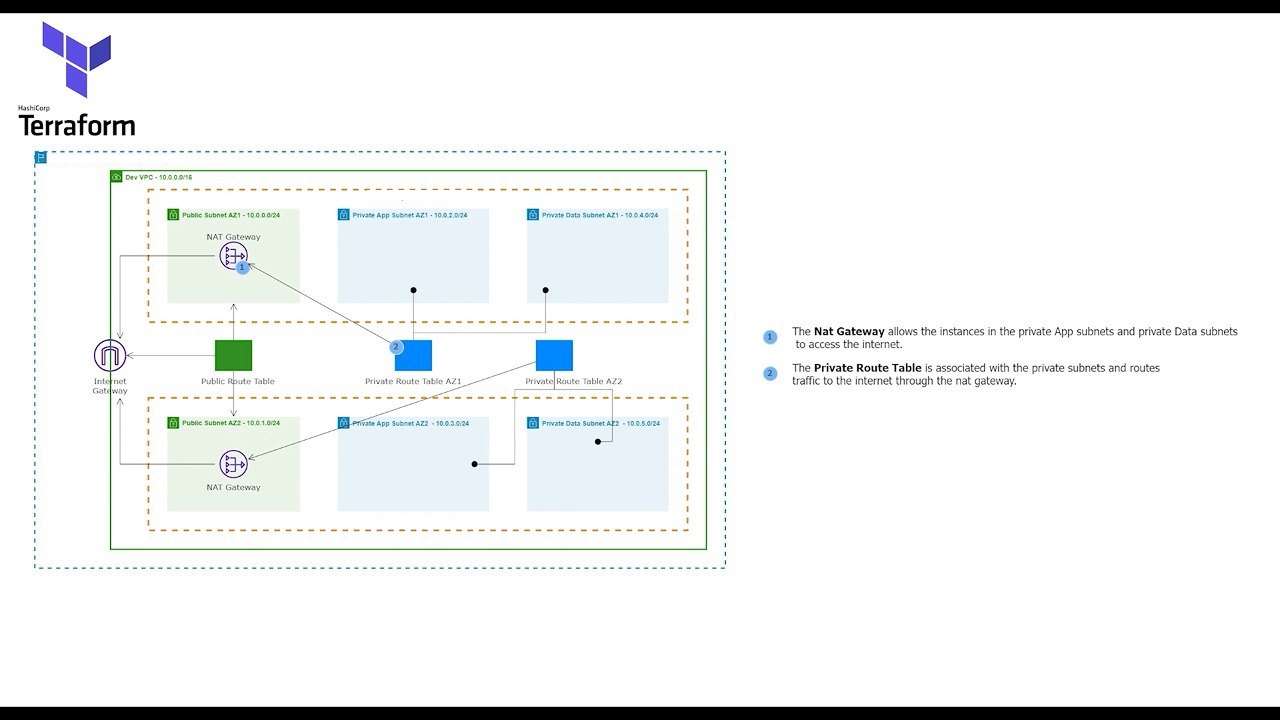 HashiCorp
Terraform
Dev VPC - 10.0.0.0/16
Public Subnet AZ1 - 10.0.0.0/24
Private App Subnet AZ1 - 10.0.2.0/24
Private Data Subnet AZ1 - 10.0.4.0/24
NAT Gateway
1
2
Internet
Gateway
Public Route Table
Private Route Table AZ1
Private Route Table AZ2
Public Subnet AZ2 - 10.0.1.0/24
Private App Subnet AZ2 - 10.0.3.0/24
Private Data Subnet AZ2 - 10.0.5.0/24
NAT Gateway
1 The Nat Gateway allows the instances in the private App subnets and private Data subnets
to access the internet.
2 The Private Route Table is associated with the private subnets and routes
traffic to the internet through the nat gateway.